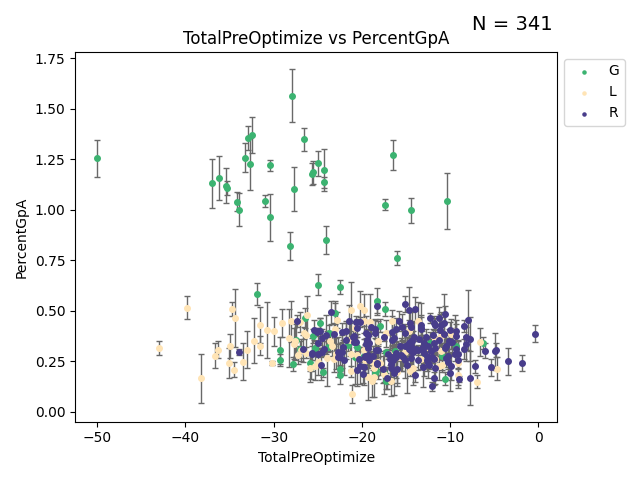 N = 341
TotalPreOptimize vs PercentGpA
G
L
R
PercentGpA
1.75
1.50
1.25
1.00
0.75
0.50
0.25
0.00
−50
−40
−30
−20
−10
0
TotalPreOptimize